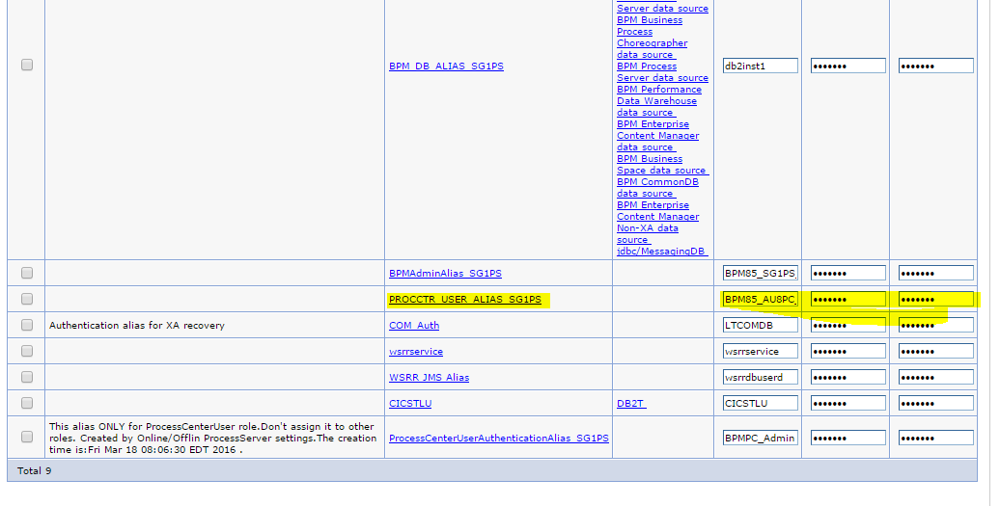 Server data source
BPM Business
Process
Choreographer
data source
BPM Process
Server data source
BPM Performance
Data Warehouse
data source
BPM Enterprise
Content Manager
data source
BPM Business
Space data source
BPM CommonDB
data source
BPM Enterprise
Content Manager
Non-XA data
source
jdbc/MessagingDB
BPM_DB_ALIAS_SG1PS
db2inst1
•••••••
•••••••
BPMAdminAlias_SG1PS
BPM85_SG1PS_
•••••••
•••••••
PROCCTR_USER_ALIAS_SG1PS
BPM85_AU8PC_
•••••••
•••••••
Authentication alias for XA recovery
COM_Auth
LTCOMDB
•••••••
•••••••
wsrrservice
wsrrservice
•••••••
•••••••
WSRR_JMS_Alias
wsrrdbuserd
•••••••
•••••••
CICSTLU
DB2T
CICSTLU
•••••••
•••••••
This alias ONLY for ProcessCenterUser role.Don't assign it to other
roles. Created by Online/Offlin ProcessServer settings.The creation
time is:Fri Mar 18 08:06:30 EDT 2016 .
ProcessCenterUserAuthenticationAlias_SG1PS
BPMPC_Admin
•••••••
•••••••
Total 9